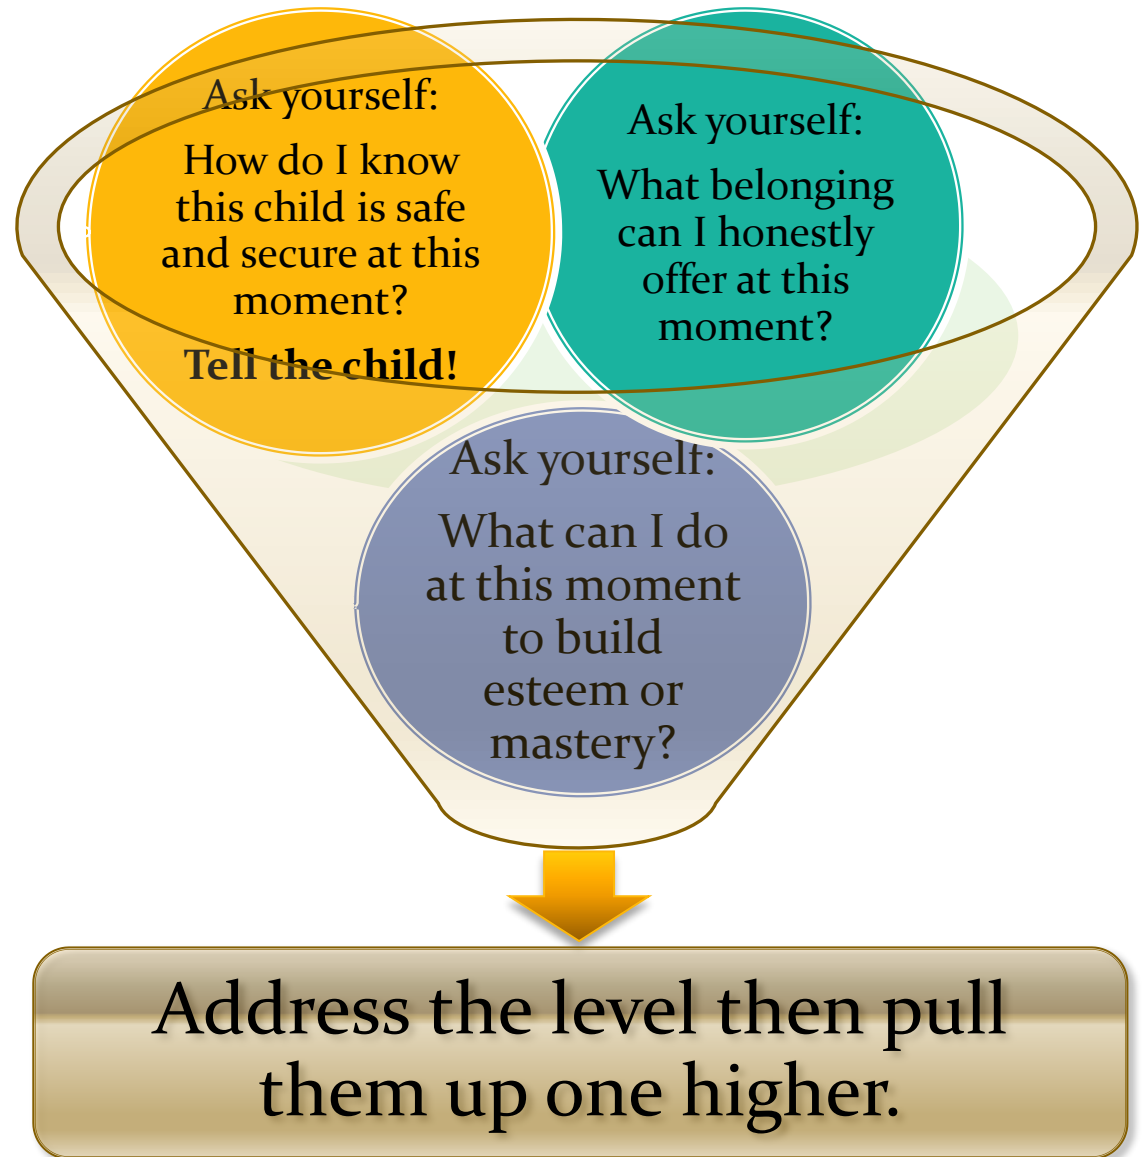 Ask yourself:
How do I know
this child is safe
and secure at this
moment?
Tell the child!
Ask yourself:
What belonging
can I honestly
offer at this
moment?
Ask yourself:
What can I do
at this moment
to build
esteem or
mastery?
Address the level then pull
them up one higher.